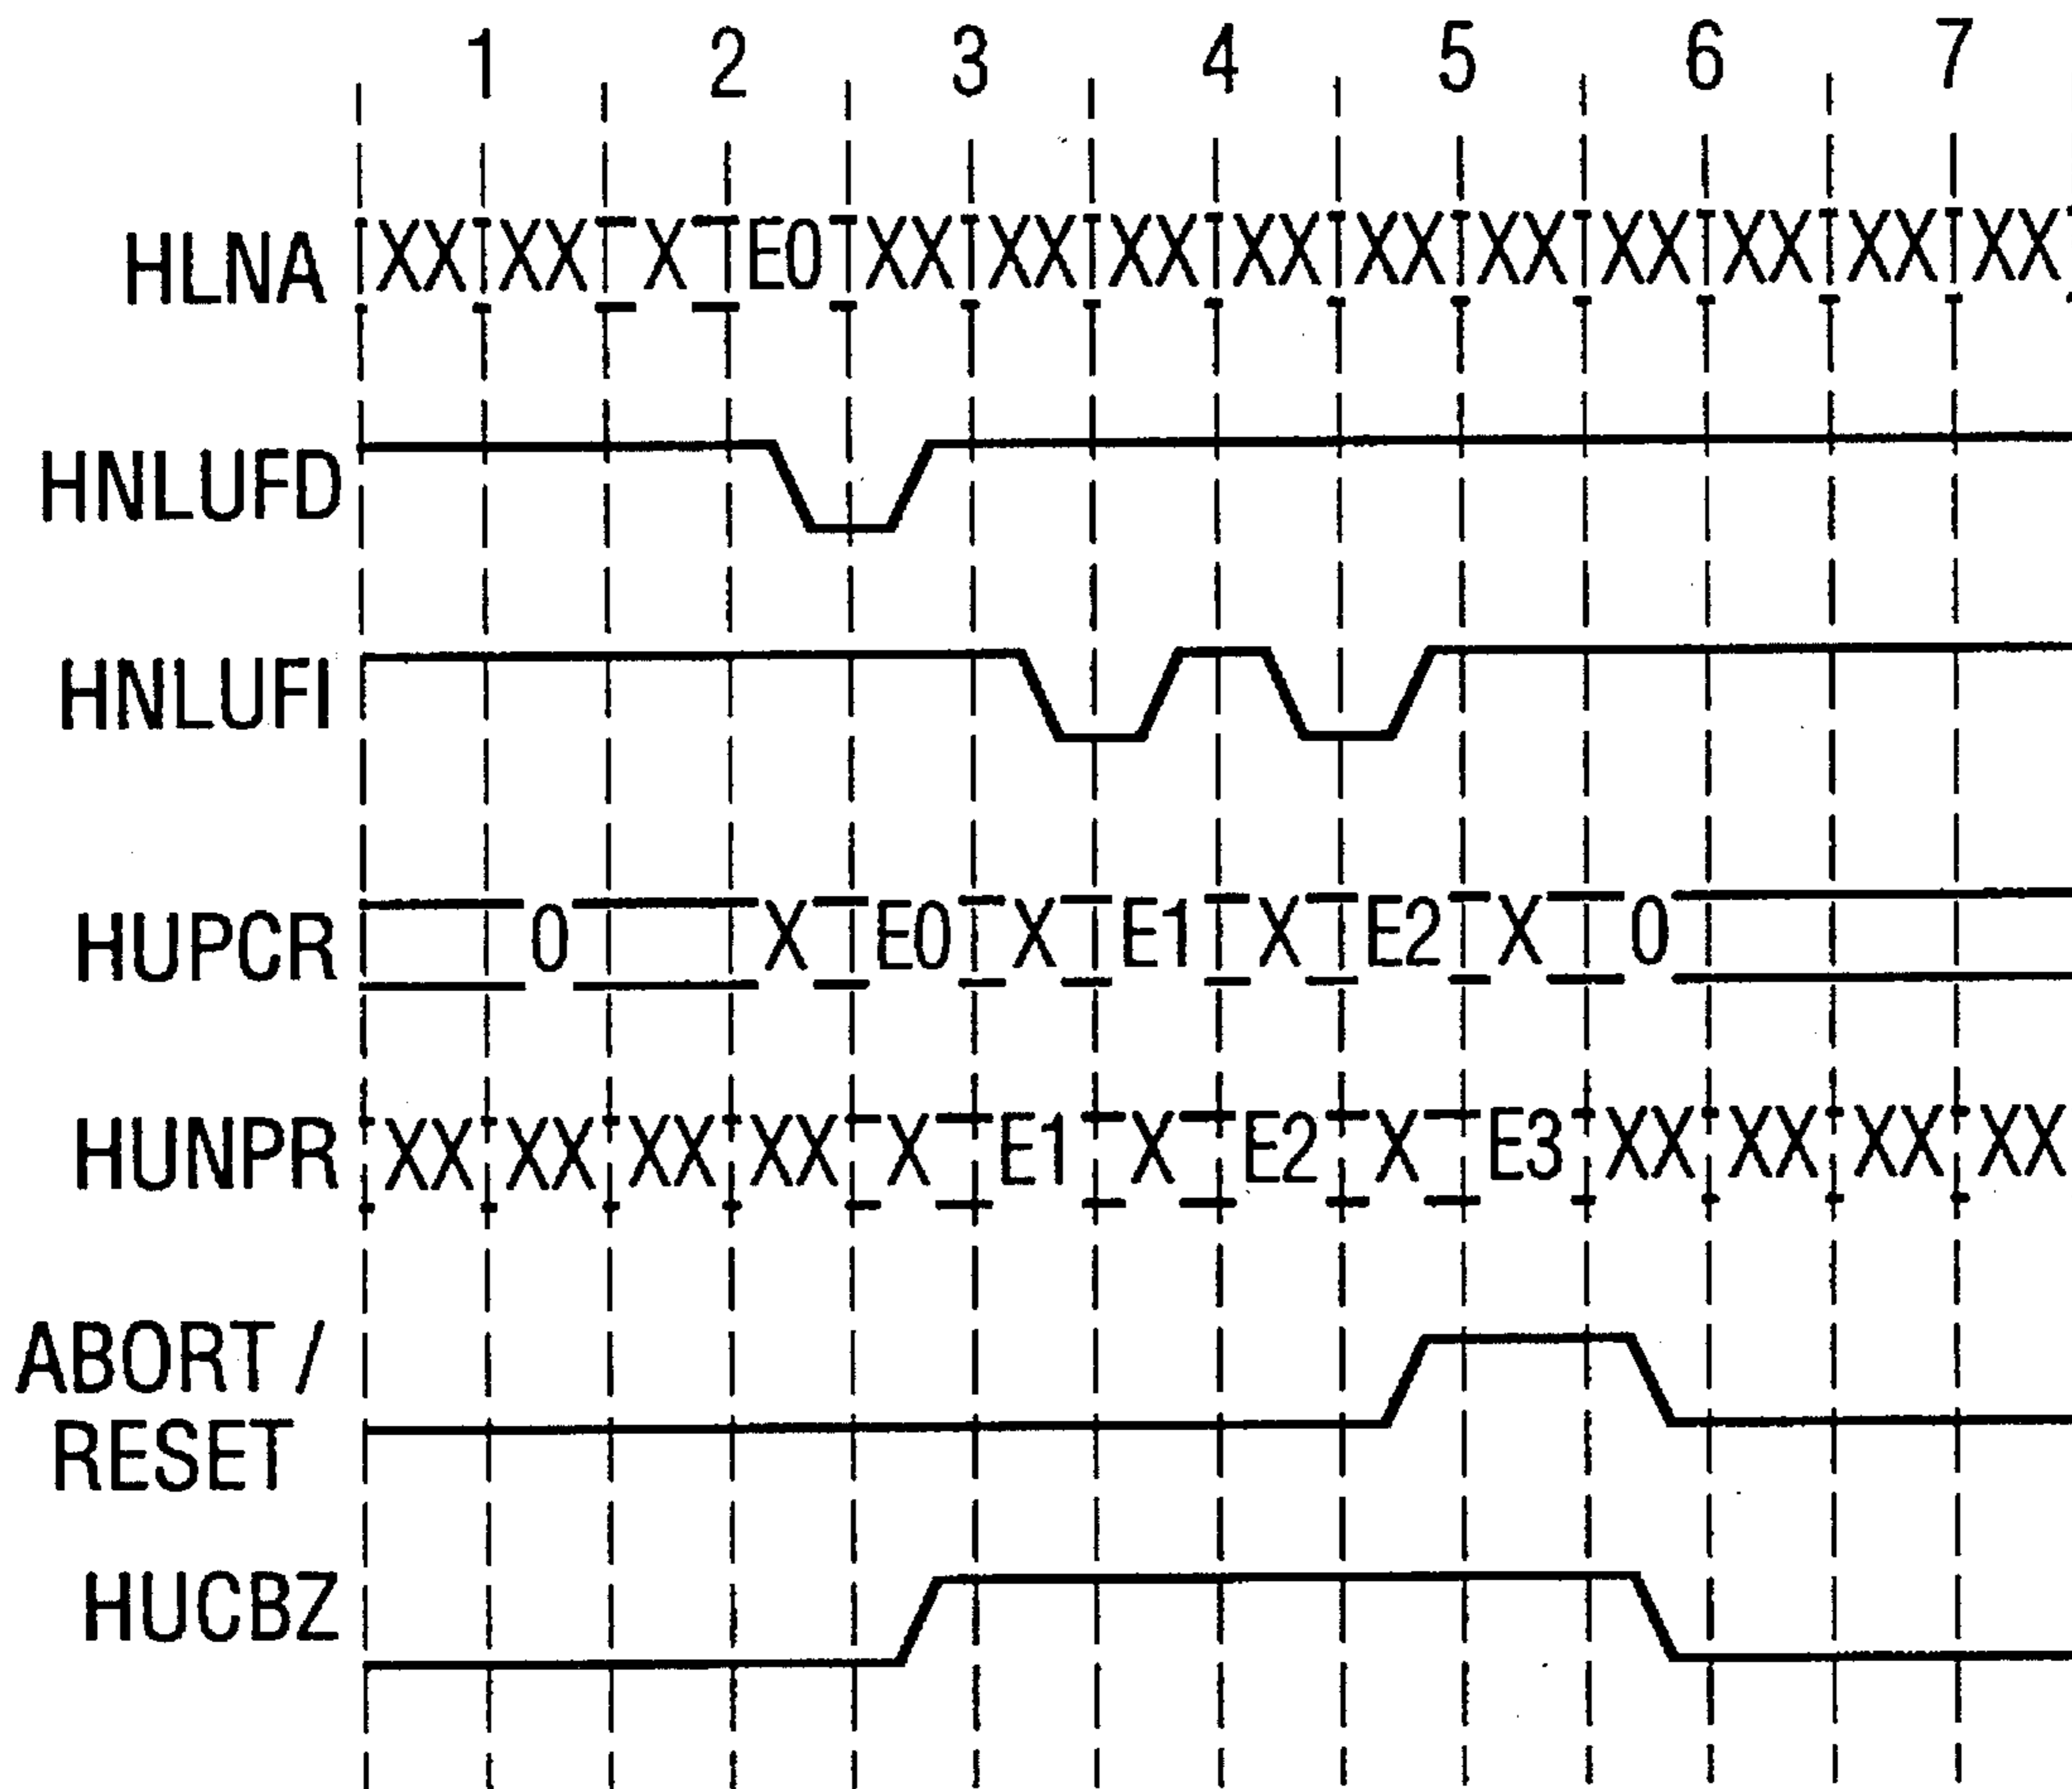 1 2 3 4 5 6 7
HLNA XX XX X E0 XX XX XX XX XX XX XX XX XX XX
HNLUFD
HNLUFI
HUPCR 0 X E0 X E1 X E2 X 0
HUNPR XX XX XX XX X E1 X E2 X E3 XX XX XX XX
ABORT /
RESET
HUCBZ